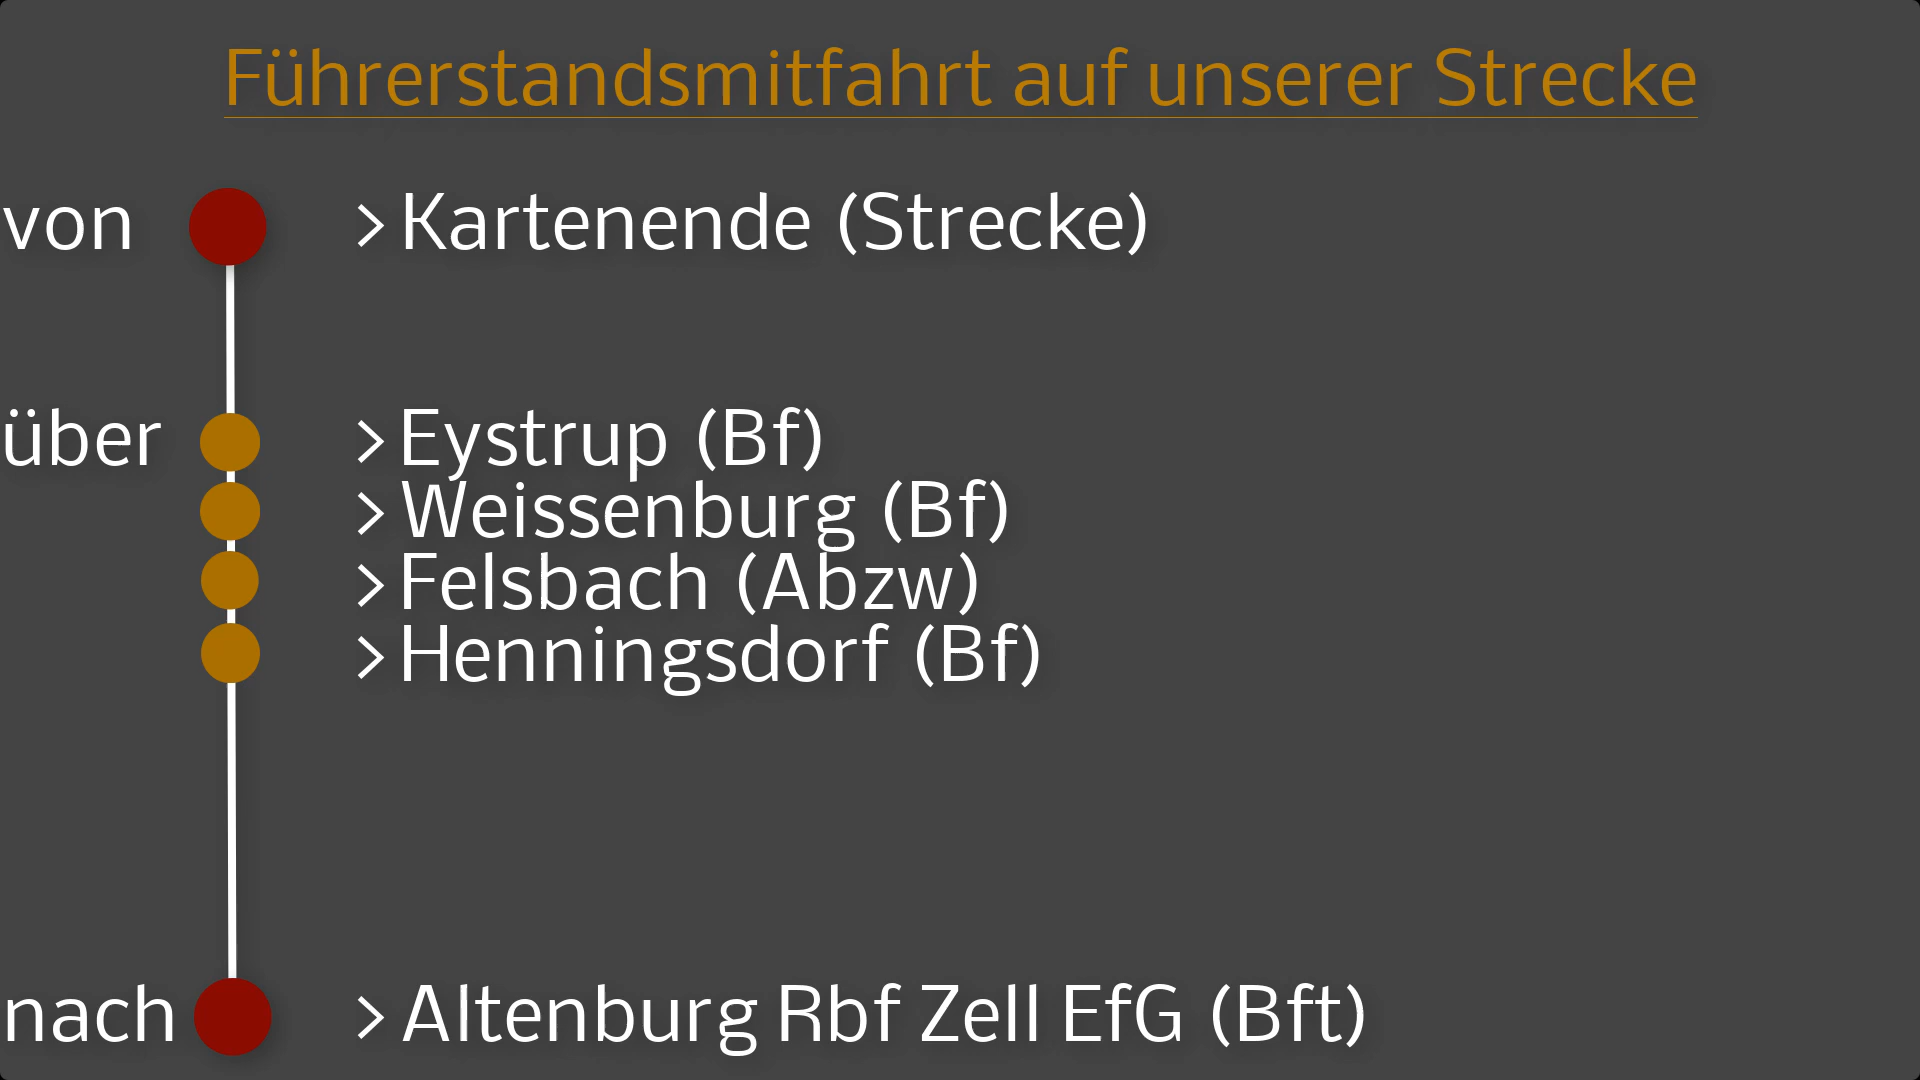 Führerstandsmitfahrt auf unserer Strecke
von > Kartenende (Strecke)
über > Eystrup (Bf)
> Weissenburg (Bf)
> Felsbach (Abzw)
> Henningsdorf (Bf)
nach > Altenburg Rbf Zell EfG (Bft)